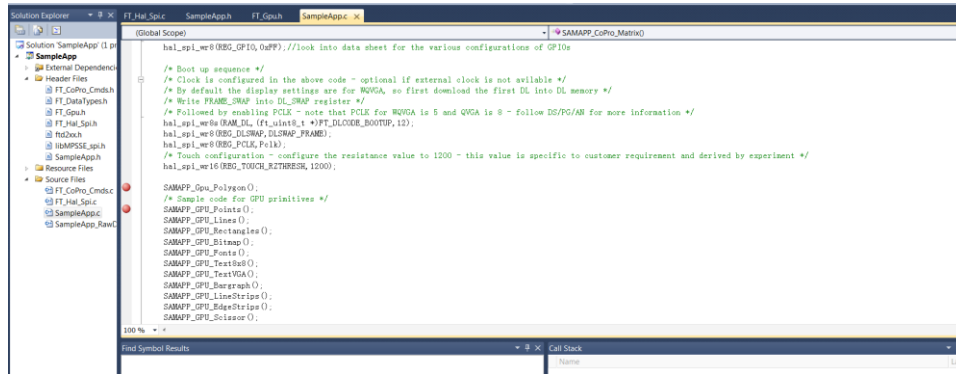 Solution Explorer
FT_Hal_Spi.c SampleApp.h FT_Gpu.h SampleApp.c
(Global Scope) SAMAPP_CoPro_Matrix()
Solution 'SampleApp' (1 pr
SampleApp
External Dependenci
Header Files
FT_CoPro_Cmds.h
FT_DataTypes.h
FT_Gpu.h
FT_Hal_Spi.h
ftd2xx.h
libMPSSE_spi.h
SampleApp.h
Resource Files
Source Files
FT_CoPro_Cmds.c
FT_Hal_Spi.c
SampleApp.c
SampleApp_RawD
hal_spi_wr8(REG_GPIO,0xFF);//look into data sheet for the various configurations of GPIOs
/* Boot up sequence */
/* Clock is configured in the above code - optional if external clock is not avilable */
/* By default the display settings are for WQVGA, so first download the first DL into DL memory */
/* Write FRAME_SWAP into DL_SWAP register */
/* Followed by enabling PCLK - note that PCLK for WQVGA is 5 and QVGA is 8 - follow DS/PG/AN for more information */
hal_spi_wr8s(RAM_DL, (ft_uint8_t *)FT_DLCODE_BOOTUP,12);
hal_spi_wr8(REG_DLSWAP,DLSWAP_FRAME);
hal_spi_wr8(REG_PCLK,Pclk);
/* Touch configuration - configure the resistance value to 1200 - this value is specific to customer requirement and derived by experiment */
hal_spi_wr16(REG_TOUCH_RZTHRESH,1200);
SAMAPP_Gpu_Polygon();
/* Sample code for GPU primitives */
SAMAPP_GPU_Points();
SAMAPP_GPU_Lines();
SAMAPP_GPU_Rectangles();
SAMAPP_GPU_Bitmap();
SAMAPP_GPU_Fonts();
SAMAPP_GPU_Text8x8();
SAMAPP_GPU_TextVGA();
SAMAPP_GPU_Bargraph();
SAMAPP_GPU_LineStrips();
SAMAPP_GPU_EdgeStrips();
SAMAPP_GPU_Scissor();
100 %
Find Symbol Results
Call Stack
Name